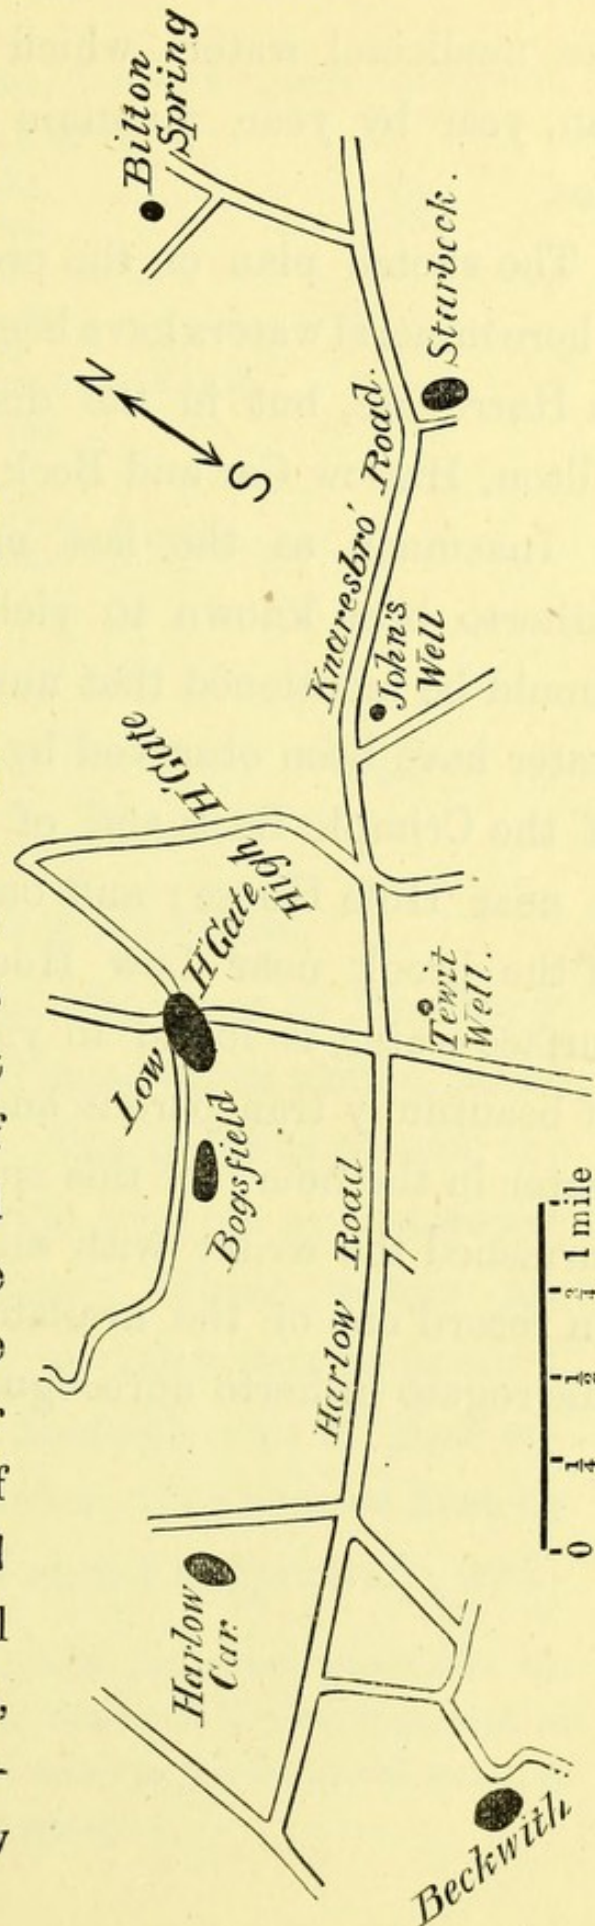 Bilton
Spring
N
S
Sturbeck.
Knaresbro' Road.
John's
Well
High H'Gate
Low H'Gate
Bogsfield
Tewit
Well.
Harlow Road
Harlow
Car.
Beckwith
0 ¼ ½ ¾ 1 mile